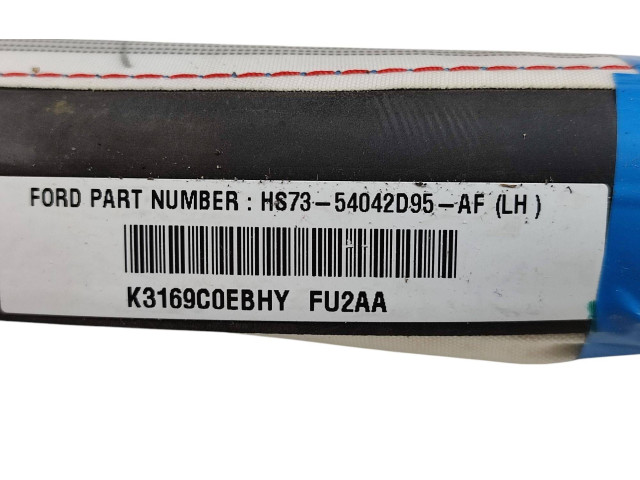 FORD PART NUMBER : HS73-54042D95-AF (LH)
K3169C0EBHY FU2AA